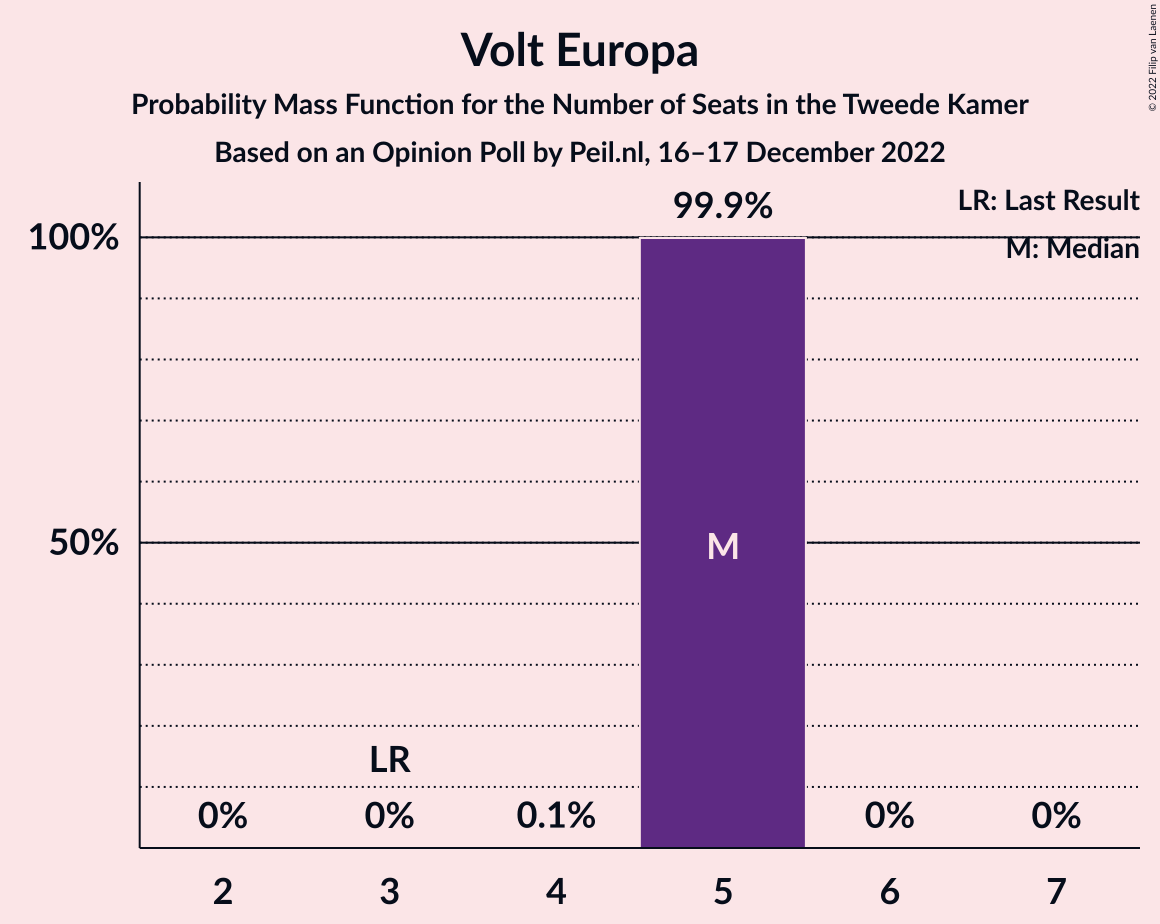 Volt Europa
Probability Mass Function for the Number of Seats in the Tweede Kamer
Based on an Opinion Poll by Peil.nl, 16–17 December 2022
© 2022 Filip van Laenen
99.9%
LR: Last Result
M: Median
100%
50%
M
LR
0%
0%
0.1%
0%
0%
2
3
4
5
6
7